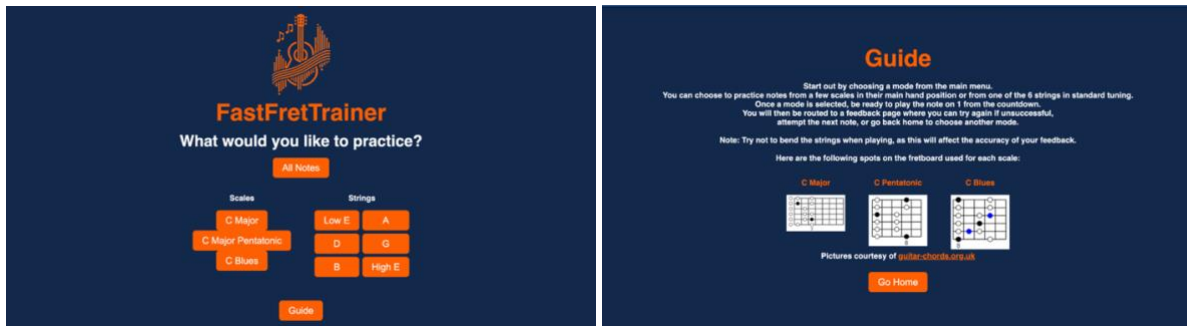 FastFretTrainer
What would you like to practice?
All Notes
Scales
Strings
C Major
Low E
A
C Major Pentatonic
D
G
C Blues
B
High E
Guide
Guide
Start out by choosing a mode from the main menu.
You can choose to practice notes from a few scales in their main hand position or from one of the 6 strings in standard tuning.
Once a mode is selected, be ready to play the note on 1 from the countdown.
You will then be routed to a feedback page where you can try again if unsuccessful,
attempt the next note, or go back home to choose another mode.
Note: Try not to bend the strings when playing, as this will affect the accuracy of your feedback.
Here are the following spots on the fretboard used for each scale:
C Major
C Pentatonic
C Blues
Pictures courtesy of guitar-chords.org.uk
Go Home